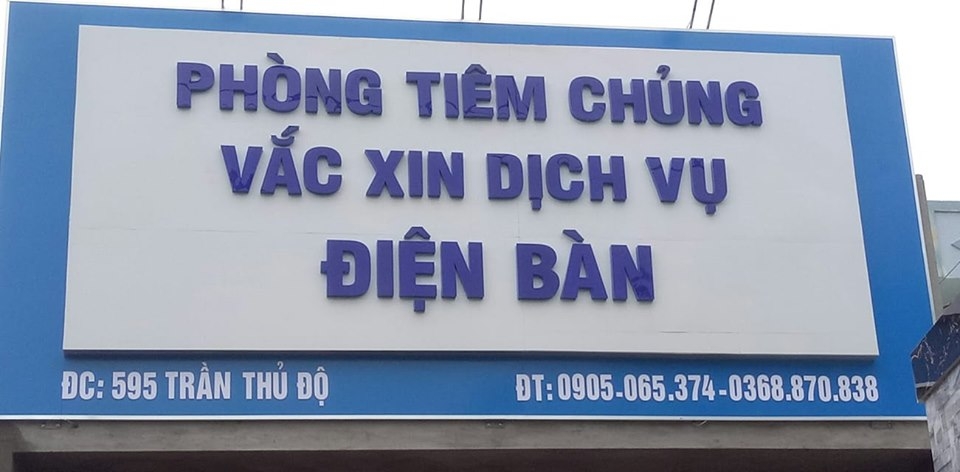 PHÒNG TIÊM CHỦNG
VẮC XIN DỊCH VỤ
ĐIỆN BÀN
ĐC: 595 TRẦN THỦ ĐỘ
ĐT: 0905.065.374-0368.870.838